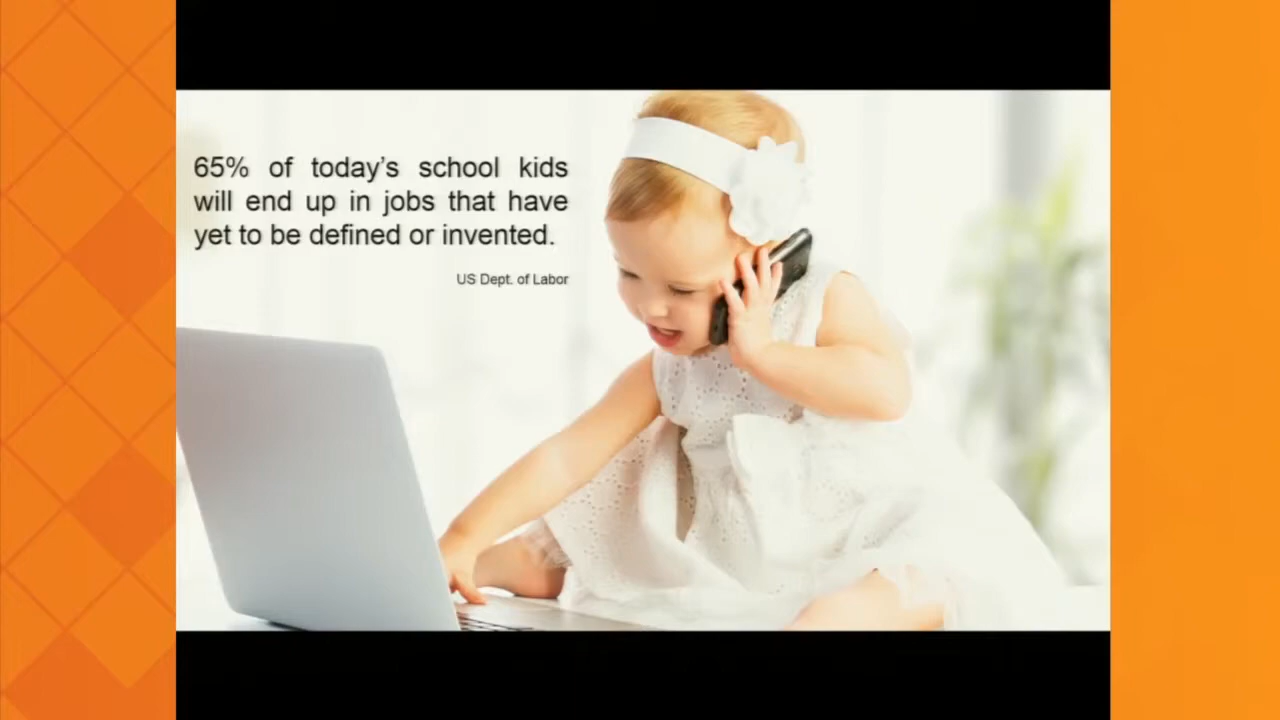 65% of today's school kids
will end up in jobs that have
yet to be defined or invented.
US Dept. of Labor